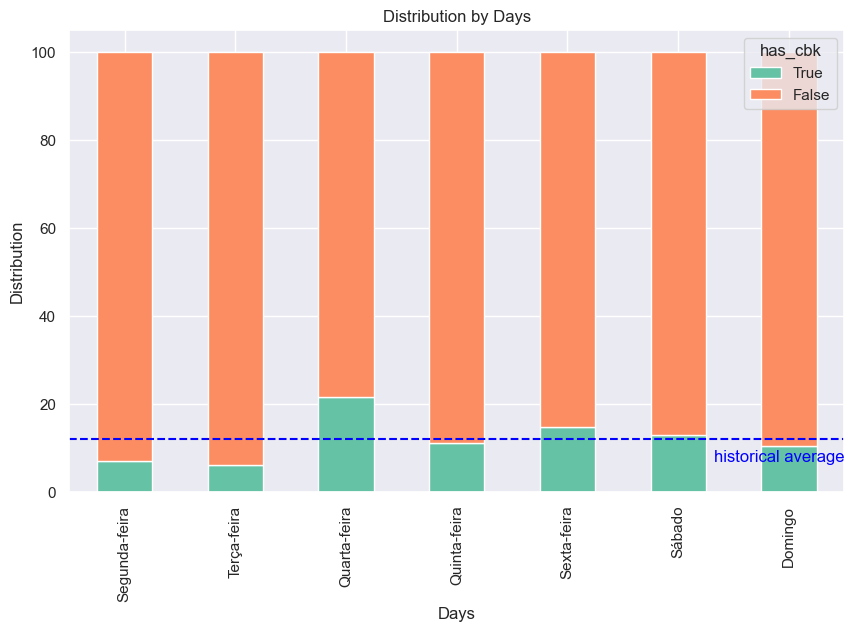 Distribution by Days
has_cbk
True
False
100
80
60
40
20
0
Distribution
historical average
Segunda-feira
Terça-feira
Quarta-feira
Quinta-feira
Sexta-feira
Sábado
Domingo
Days